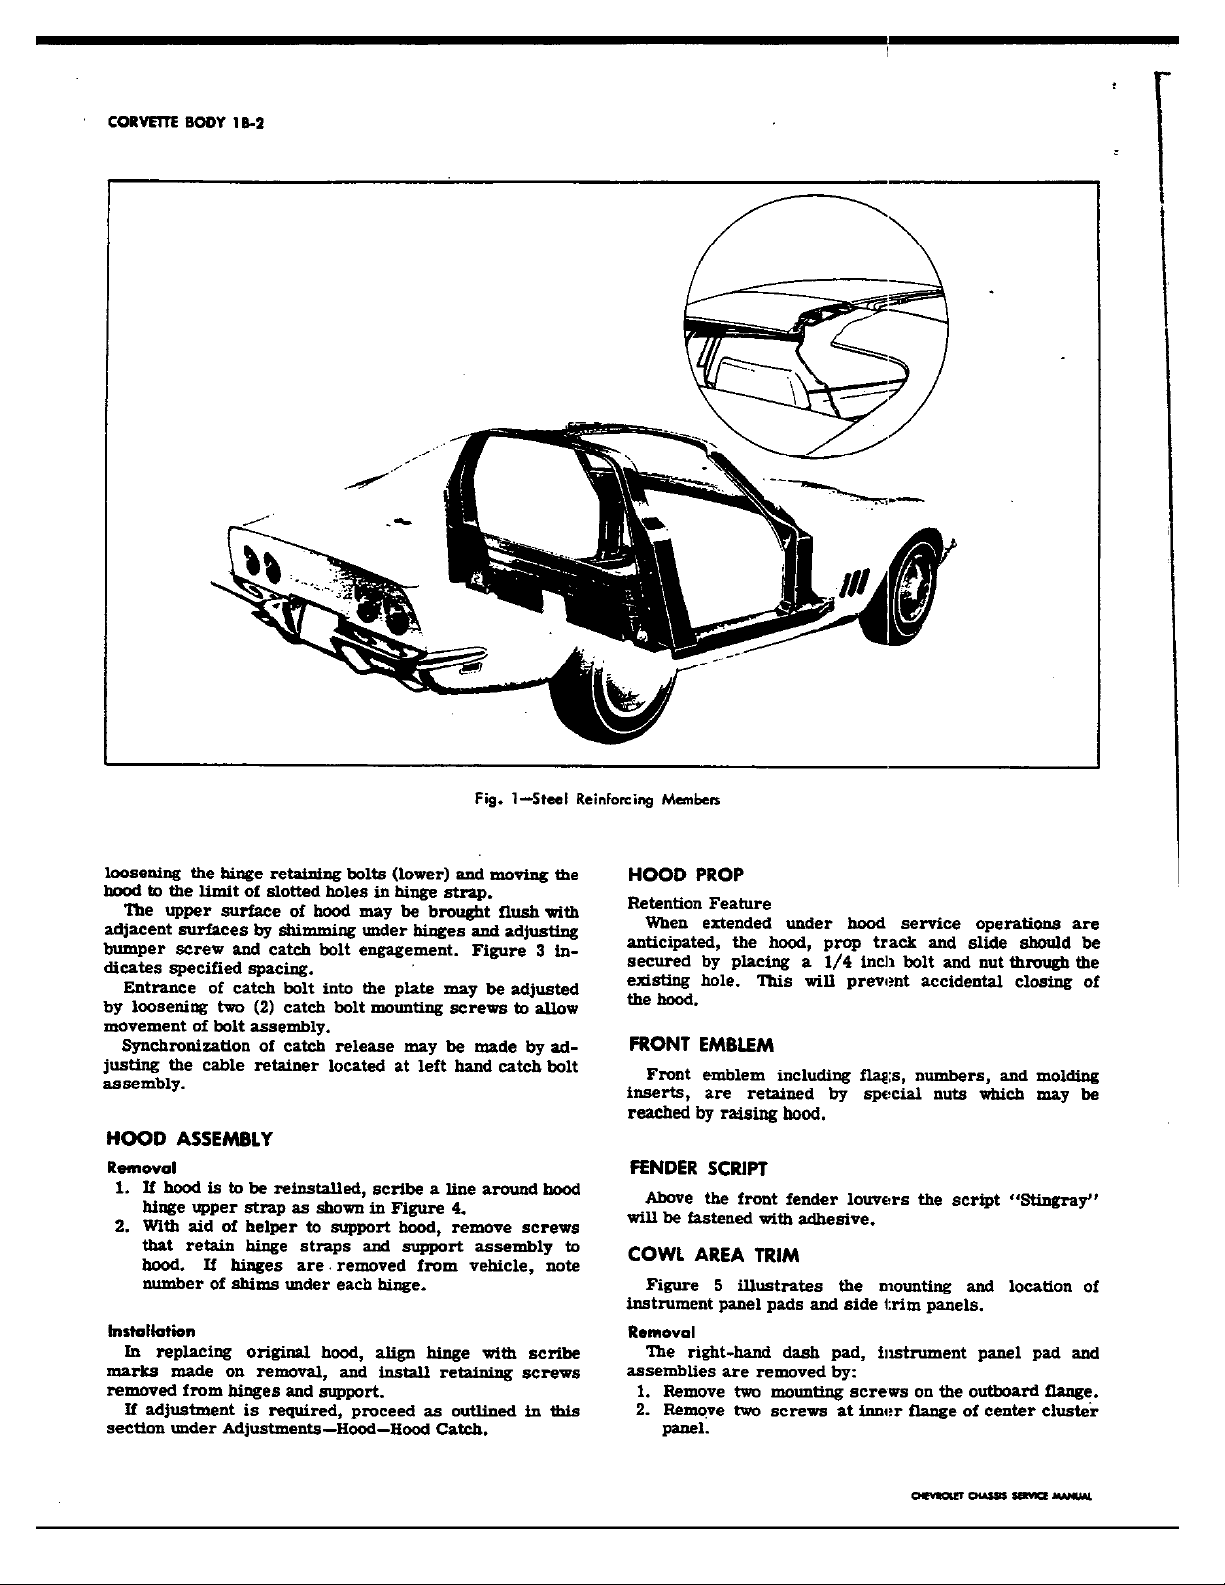 CORVETTE BODY 1B-2
Fig. 1—Steel Reinforcing Members
loosening the hinge retaining bolts (lower) and moving the
hood to the limit of slotted holes in hinge strap.
The upper surface of hood may be brought flush with
adjacent surfaces by shimming under hinges and adjusting
bumper screw and catch bolt engagement. Figure 3 in-
dicates specified spacing.
Entrance of catch bolt into the plate may be adjusted
by loosening two (2) catch bolt mounting screws to allow
movement of bolt assembly.
Synchronization of catch release may be made by ad-
justing the cable retainer located at left hand catch bolt
assembly.
HOOD ASSEMBLY
Removal
1. If hood is to be reinstalled, scribe a line around hood
hinge upper strap as shown in Figure 4.
2. With aid of helper to support hood, remove screws
that retain hinge straps and support assembly to
hood. If hinges are removed from vehicle, note
number of shims under each hinge.
Installation
In replacing original hood, align hinge with scribe
marks made on removal, and install retaining screws
removed from hinges and support.
If adjustment is required, proceed as outlined in this
section under Adjustments—Hood—Hood Catch.
HOOD PROP
Retention Feature
When extended under hood service operations are
anticipated, the hood, prop track and slide should be
secured by placing a 1/4 inch bolt and nut through the
existing hole. This will prevent accidental closing of
the hood.
FRONT EMBLEM
Front emblem including flags, numbers, and molding
inserts, are retained by special nuts which may be
reached by raising hood.
FENDER SCRIPT
Above the front fender louvers the script "Stingray"
will be fastened with adhesive.
COWL AREA TRIM
Figure 5 illustrates the mounting and location of
instrument panel pads and side trim panels.
Removal
The right-hand dash pad, instrument panel pad and
assemblies are removed by:
1. Remove two mounting screws on the outboard flange.
2. Remove two screws at inner flange of center cluster
panel.
CHEVROLET CHASSIS SERVICE MANUAL